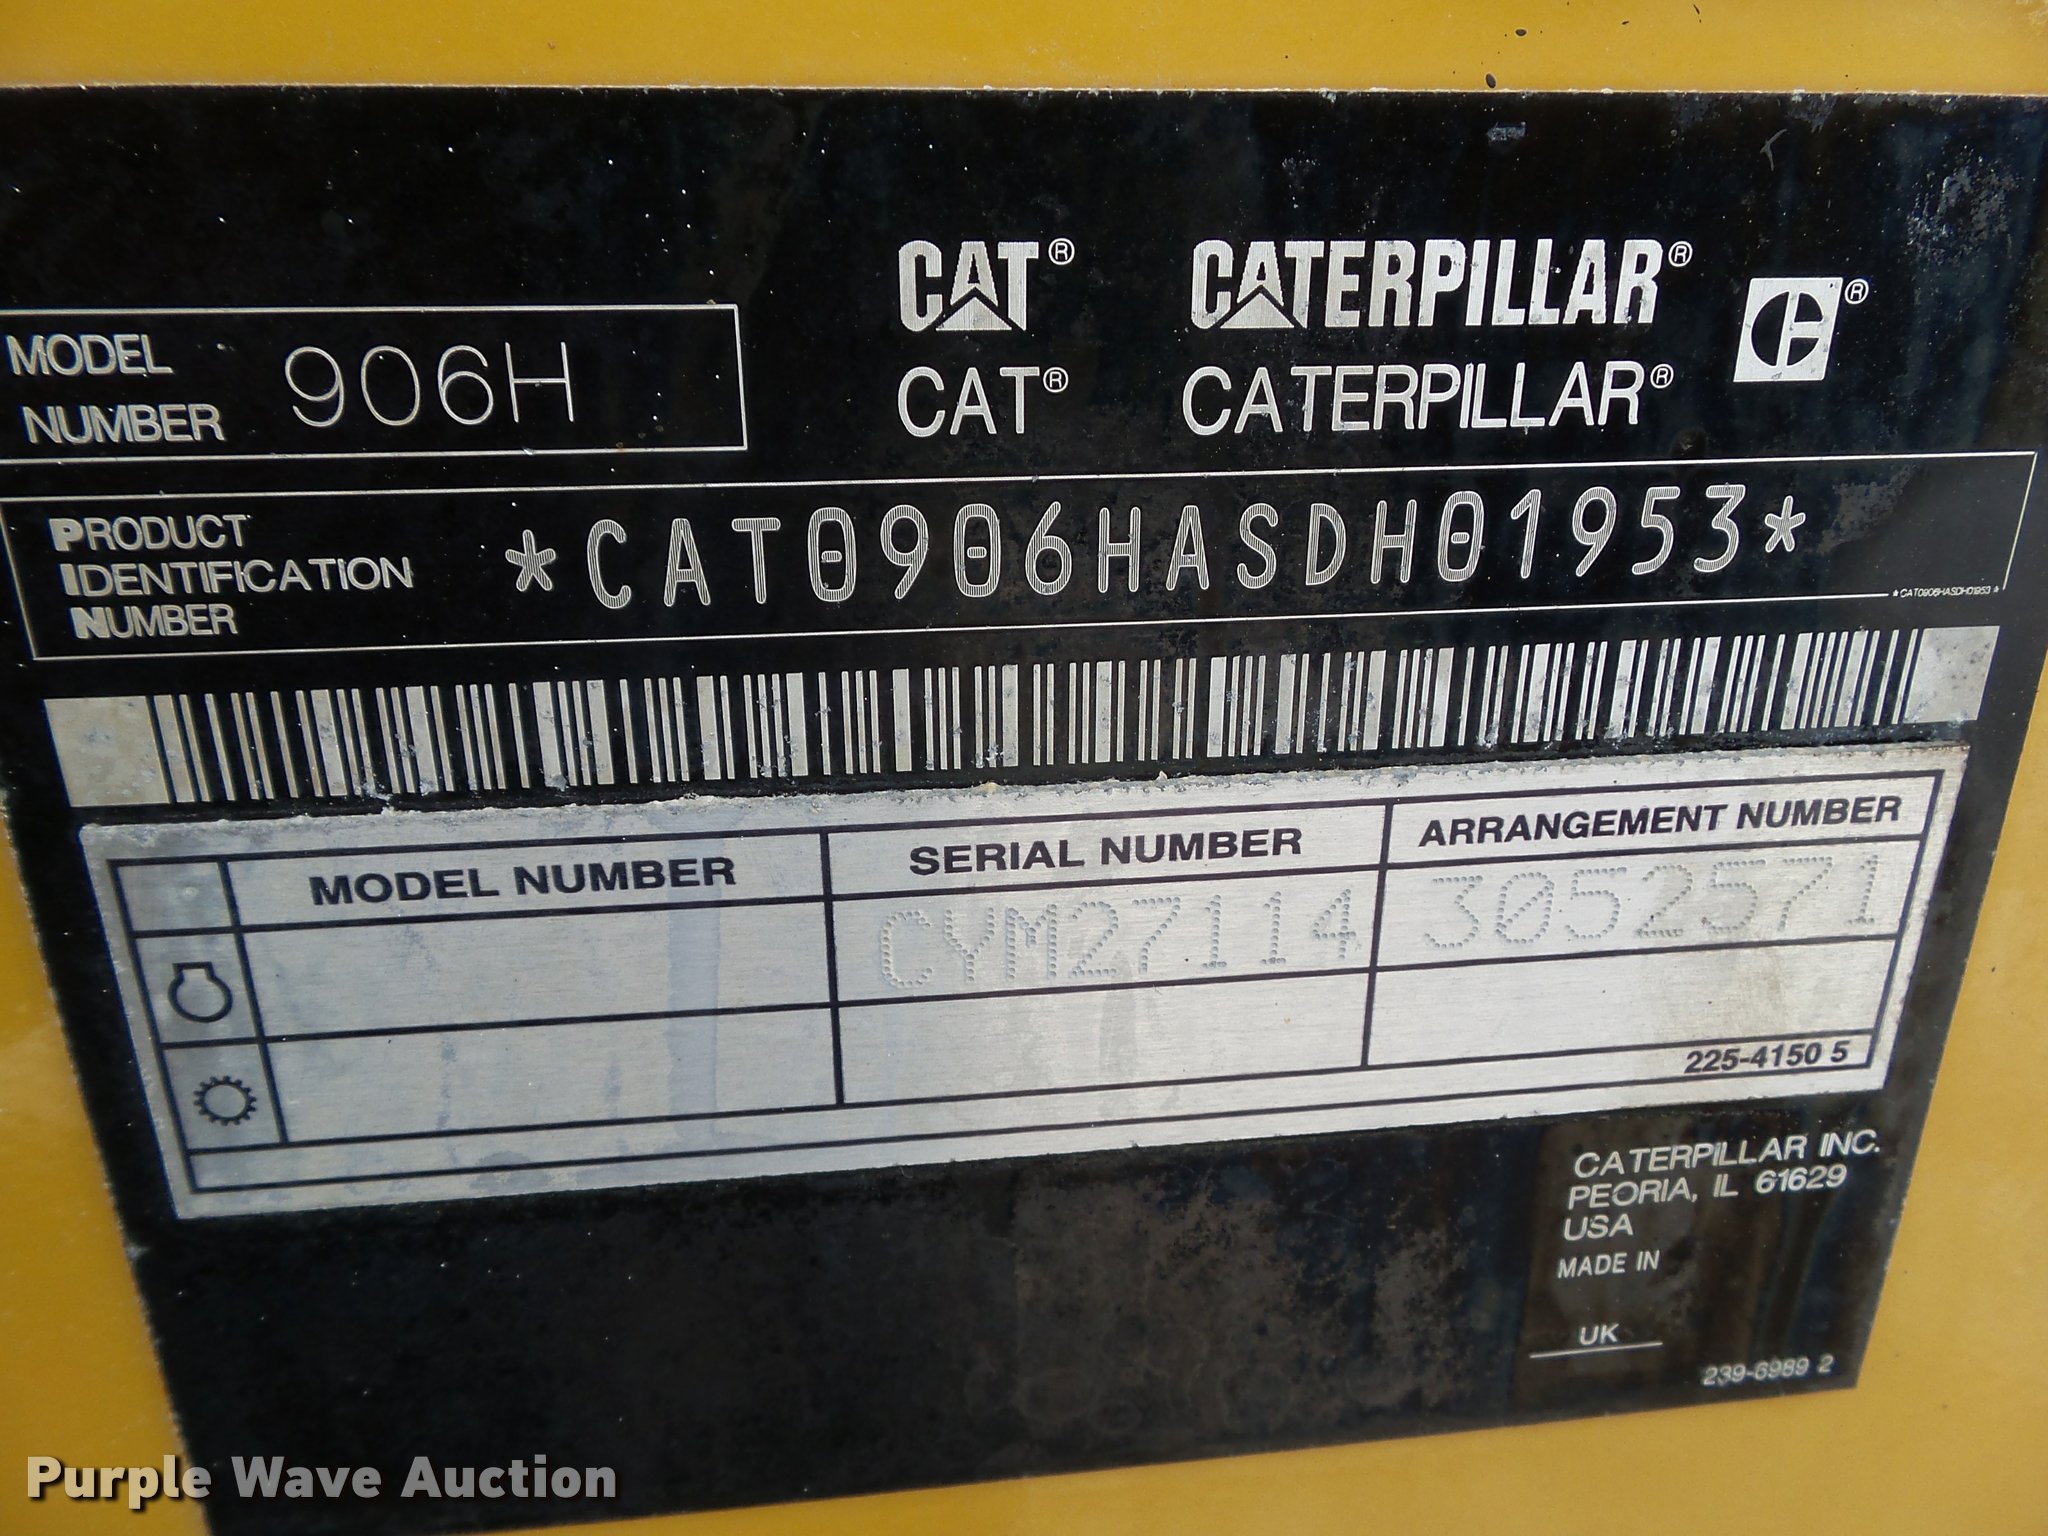 CAT® CATERPILLAR®
CAT® CATERPILLAR®
MODEL NUMBER 906H
PRODUCT IDENTIFICATION NUMBER *CAT0906HASDH01953*
*CAT0906HASDH01953*
MODEL NUMBER SERIAL NUMBER ARRANGEMENT NUMBER
CYM27114 3052571
225-4150 5
CATERPILLAR INC.
PEORIA, IL 61629
USA
MADE IN
UK
239-6989 2
Purple Wave Auction